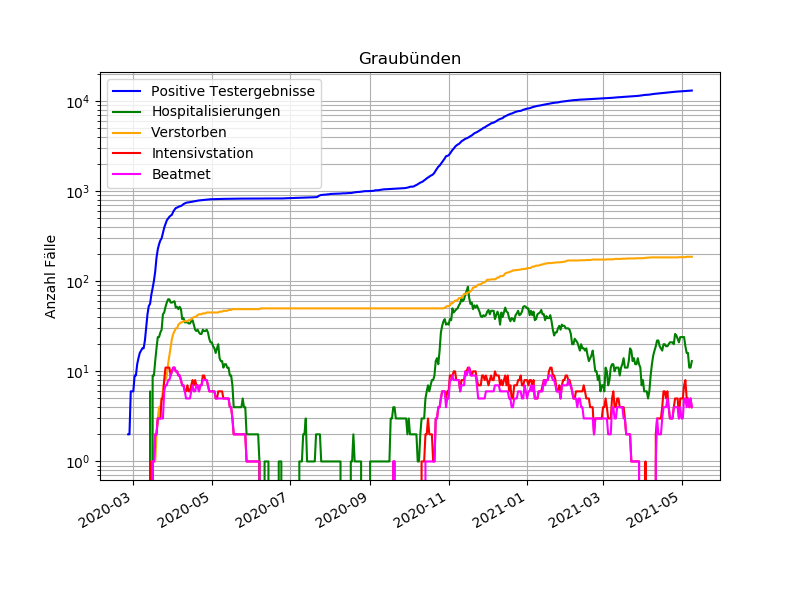 Graubünden
Positive Testergebnisse
Hospitalisierungen
Verstorben
Intensivstation
Beatmet
Anzahl Fälle
10⁴
10³
10²
10¹
10⁰
2020-03 2020-05 2020-07 2020-09 2020-11 2021-01 2021-03 2021-05